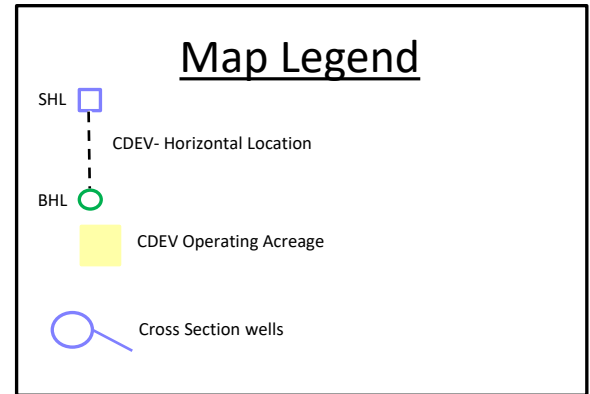 Map Legend
SHL
CDEV- Horizontal Location
BHL
CDEV Operating Acreage
Cross Section wells